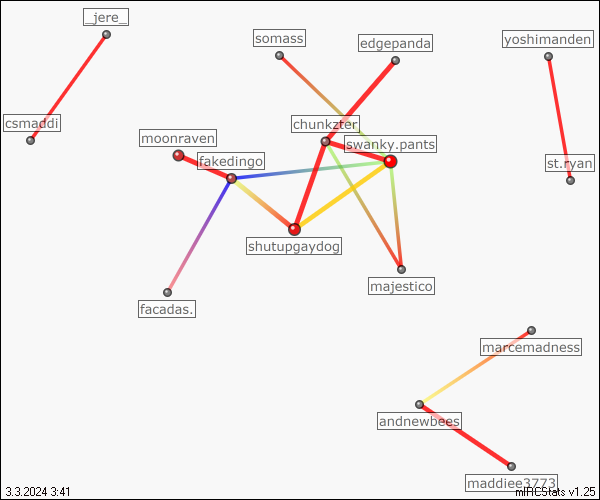 _jere_
somass
edgepanda
yoshimanden
csmaddi
chunkzter
moonraven
swanky.pants
fakedingo
st.ryan
shutupgaydog
majestico
facadas.
marcemadness
andnewbees
maddiee3773
3.3.2024 3:41
mIRCStats v1.25